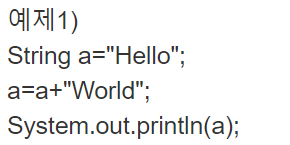 예제1)
String a="Hello";
a=a+"World";
System.out.println(a);